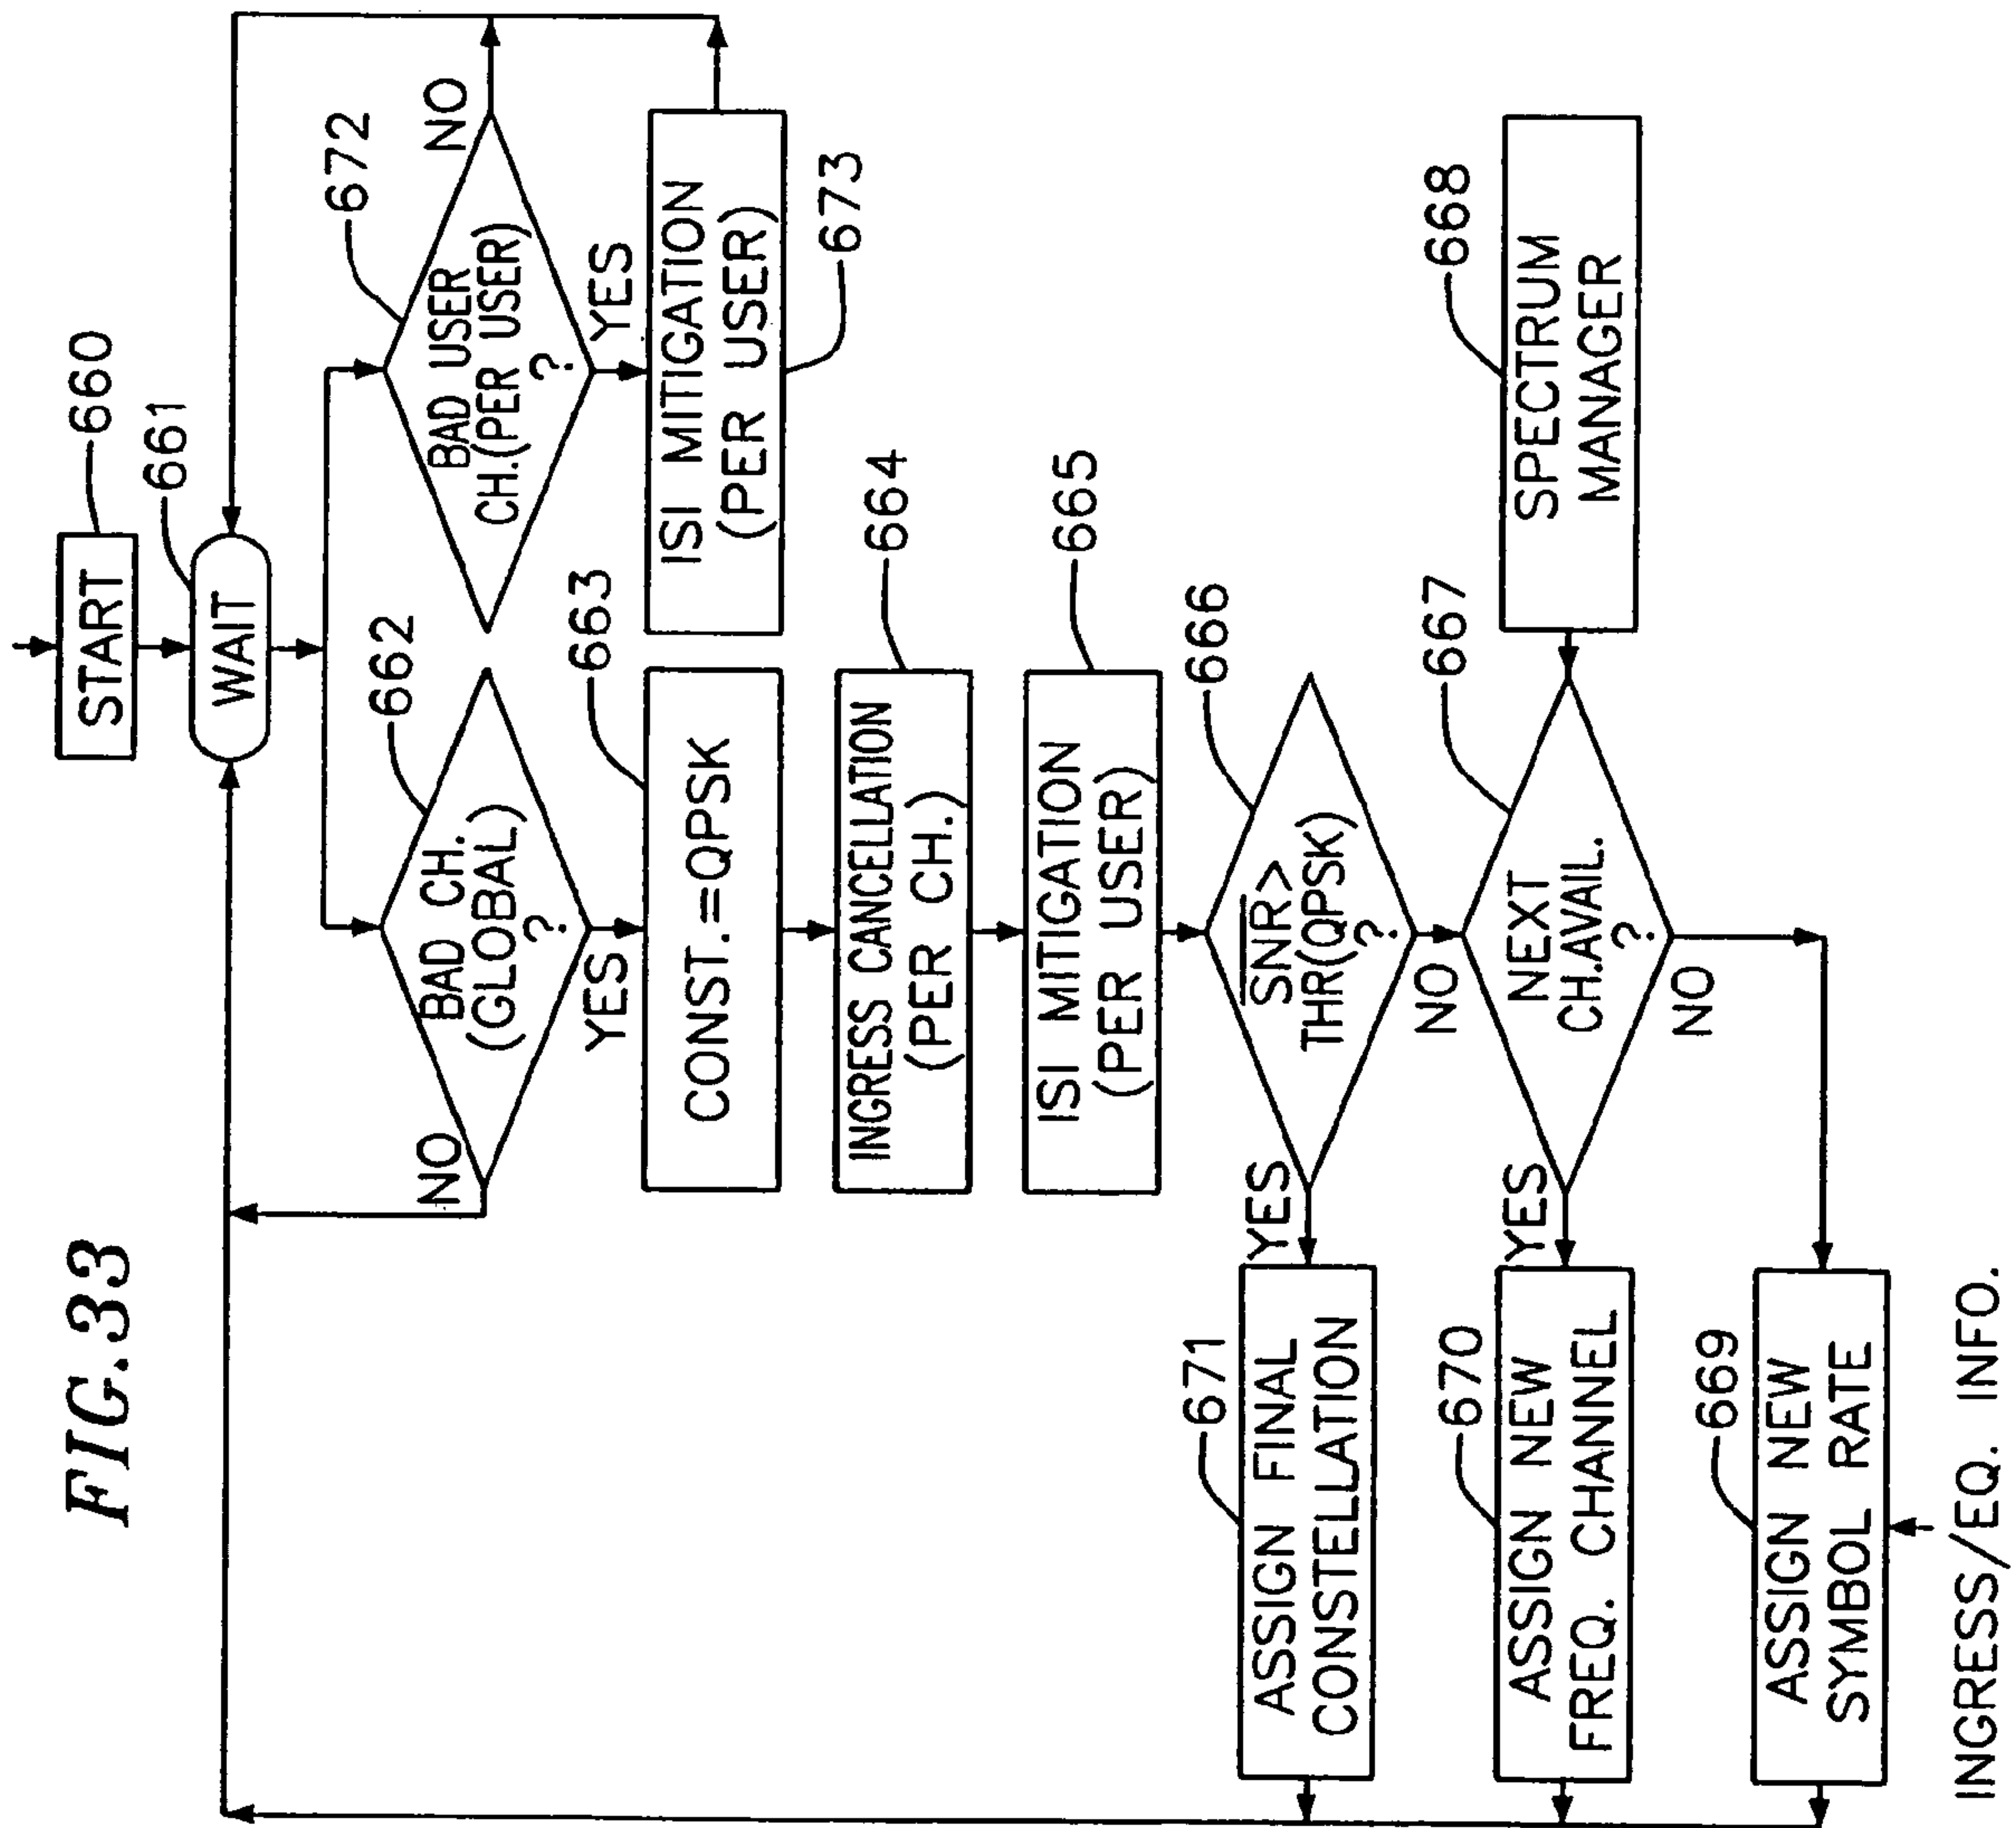 FIG.33
START
660
WAIT
661
BAD CH.
(GLOBAL)
?
662
NO
YES
BAD USER
CH.(PER USER)
?
672
NO
YES
ISI MITIGATION
(PER USER)
673
CONST.=QPSK
663
INGRESS CANCELLATION
(PER CH.)
664
ISI MITIGATION
(PER USER)
665
SNR>
THR(QPSK)
?
666
YES
NO
ASSIGN FINAL
CONSTELLATION
671
NEXT
CH.AVAIL.
?
667
YES
NO
SPECTRUM
MANAGER
668
ASSIGN NEW
FREQ. CHANNEL
670
ASSIGN NEW
SYMBOL RATE
669
INGRESS/EQ. INFO.